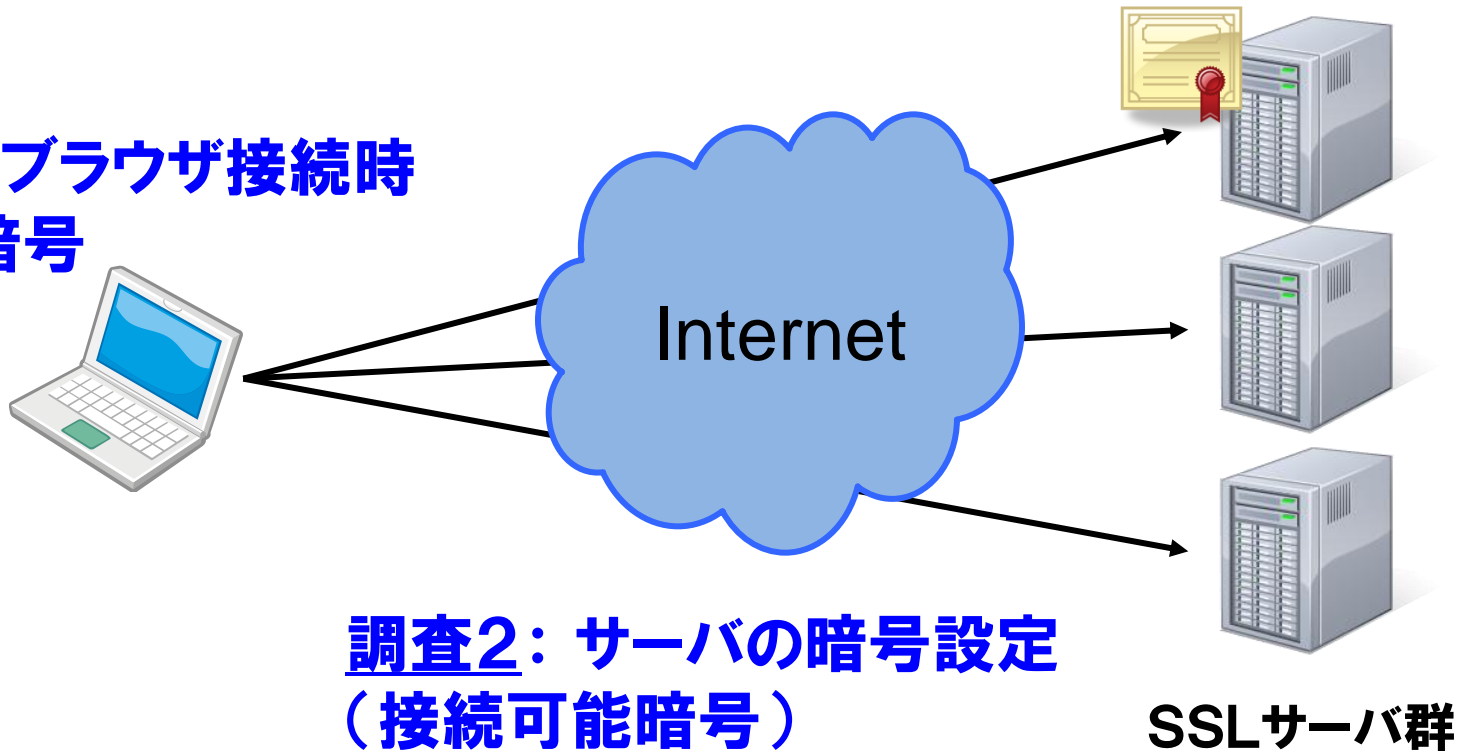 ブラウザ接続時
暗号
Internet
調査2：サーバの暗号設定
（接続可能暗号）
SSLサーバ群